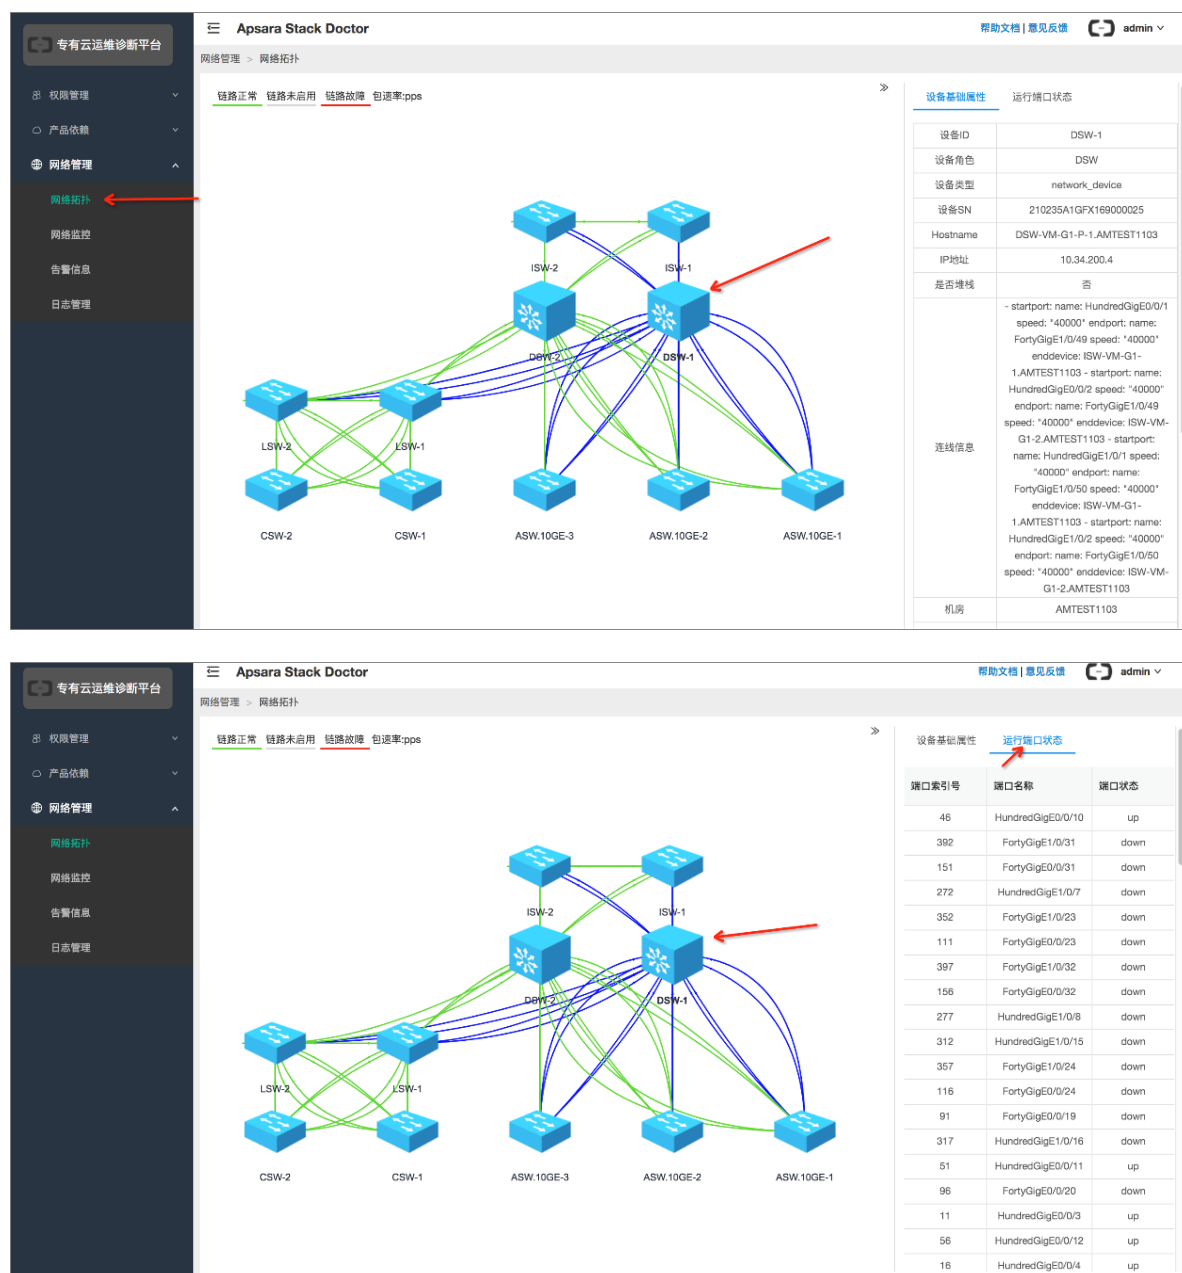 专有云运维诊断平台
Apsara Stack Doctor
帮助文档 | 意见反馈
admin
权限管理
产品依赖
网络管理
网络拓扑
网络监控
告警信息
日志管理
网络管理 > 网络拓扑
链路正常 链路未启用 链路故障 包速率:pps
ISW-2
ISW-1
DSW-2
DSW-1
LSW-2
LSW-1
CSW-2
CSW-1
ASW.10GE-3
ASW.10GE-2
ASW.10GE-1
设备基础属性 运行端口状态
设备ID DSW-1
设备角色 DSW
设备类型 network_device
设备SN 210235A1GFX169000025
Hostname DSW-VM-G1-P-1.AMTEST1103
IP地址 10.34.200.4
是否堆栈 否
连线信息
- startport: name: HundredGigE0/0/1
speed: "40000" endport: name:
FortyGigE1/0/49 speed: "40000"
enddevice: ISW-VM-G1-
1.AMTEST1103 - startport: name:
HundredGigE0/0/2 speed: "40000"
endport: name: FortyGigE1/0/49
speed: "40000" enddevice: ISW-VM-
G1-2.AMTEST1103 - startport:
name: HundredGigE1/0/1 speed:
"40000" endport: name:
FortyGigE1/0/50 speed: "40000"
enddevice: ISW-VM-G1-
1.AMTEST1103 - startport: name:
HundredGigE1/0/2 speed: "40000"
endport: name: FortyGigE1/0/50
speed: "40000" enddevice: ISW-VM-
G1-2.AMTEST1103
机房 AMTEST1103
专有云运维诊断平台
Apsara Stack Doctor
帮助文档 | 意见反馈
admin
权限管理
产品依赖
网络管理
网络拓扑
网络监控
告警信息
日志管理
网络管理 > 网络拓扑
链路正常 链路未启用 链路故障 包速率:pps
ISW-2
ISW-1
DSW-2
DSW-1
LSW-2
LSW-1
CSW-2
CSW-1
ASW.10GE-3
ASW.10GE-2
ASW.10GE-1
设备基础属性 运行端口状态
端口索引号 端口名称 端口状态
46 HundredGigE0/0/10 up
392 FortyGigE1/0/31 down
151 FortyGigE0/0/31 down
272 HundredGigE1/0/7 down
352 FortyGigE1/0/23 down
111 FortyGigE0/0/23 down
397 FortyGigE1/0/32 down
156 FortyGigE0/0/32 down
277 HundredGigE1/0/8 down
312 HundredGigE1/0/15 down
357 FortyGigE1/0/24 down
116 FortyGigE0/0/24 down
91 FortyGigE0/0/19 down
317 HundredGigE1/0/16 down
51 HundredGigE0/0/11 up
96 FortyGigE0/0/20 down
11 HundredGigE0/0/3 up
56 HundredGigE0/0/12 up
16 HundredGigE0/0/4 up